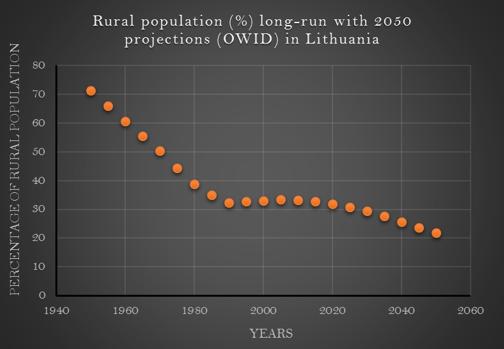 Rural population (%) long-run with 2050
projections (OWID) in Lithuania
PERCENTAGE OF RURAL POPULATION
80
70
60
50
40
30
20
10
0
1940 1960 1980 2000 2020 2040 2060
YEARS